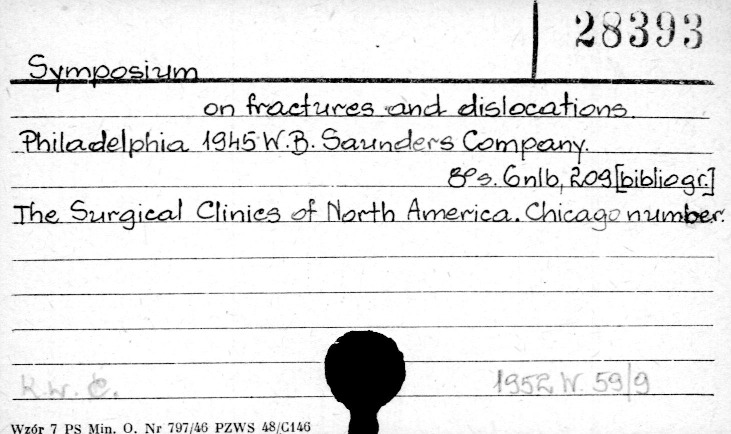 28393
Symposium
on fractures and dislocations.
Philadelphia 1945 W.B. Saunders Company.
8° s. 6nlb, 209 [bibliogr.]
The Surgical Clinics of North America. Chicago number.
K.W. C. 1952 W. 59/9
Wzór 7 PS Min. O. Nr 797/46 PZWS 48/C146